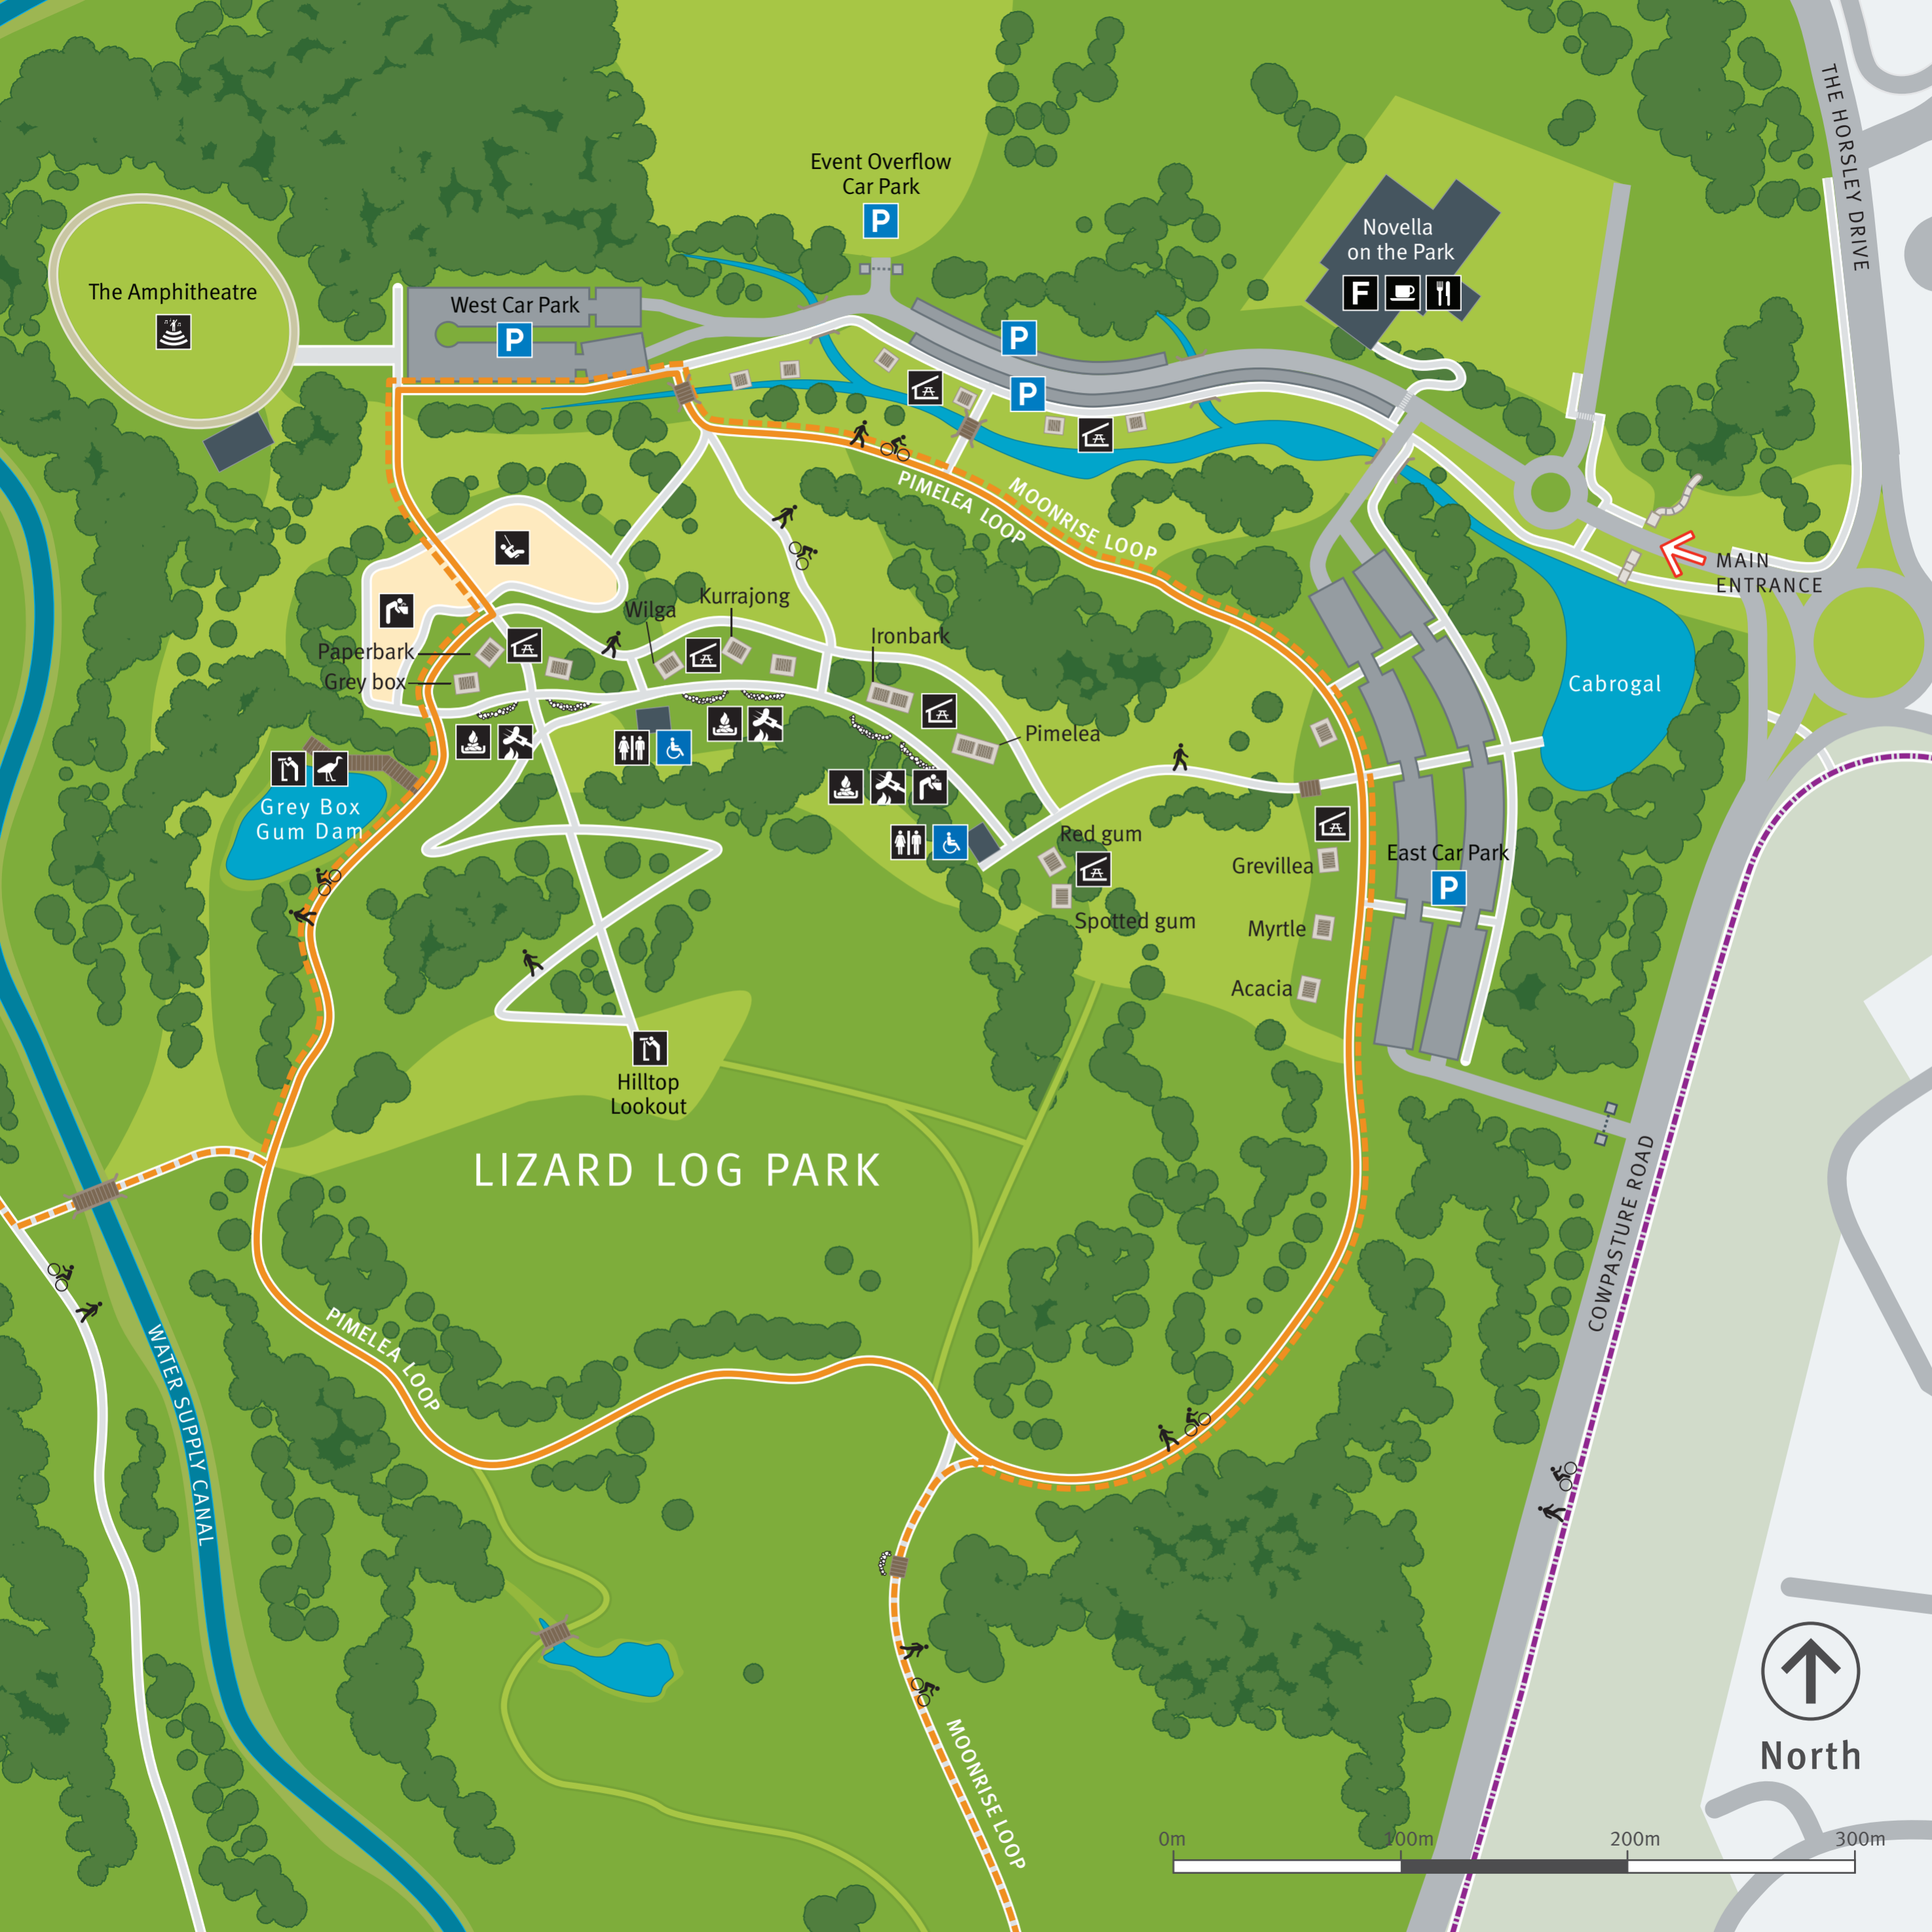 THE HORSLEY DRIVE
Event Overflow
Car Park
P
Novella
on the Park
F
The Amphitheatre
West Car Park
P
P
P
PIMELEA LOOP
MOONRISE LOOP
MAIN
ENTRANCE
Wilga
Kurrajong
Ironbark
Paperbark
Grey box
Cabrogal
Pimelea
Grey Box
Gum Dam
Red gum
Grevillea
East Car Park
P
Spotted gum
Myrtle
Acacia
Hilltop
Lookout
LIZARD LOG PARK
COWPASTURE ROAD
PIMELEA LOOP
WATER SUPPLY CANAL
MOONRISE LOOP
North
0m 100m 200m 300m